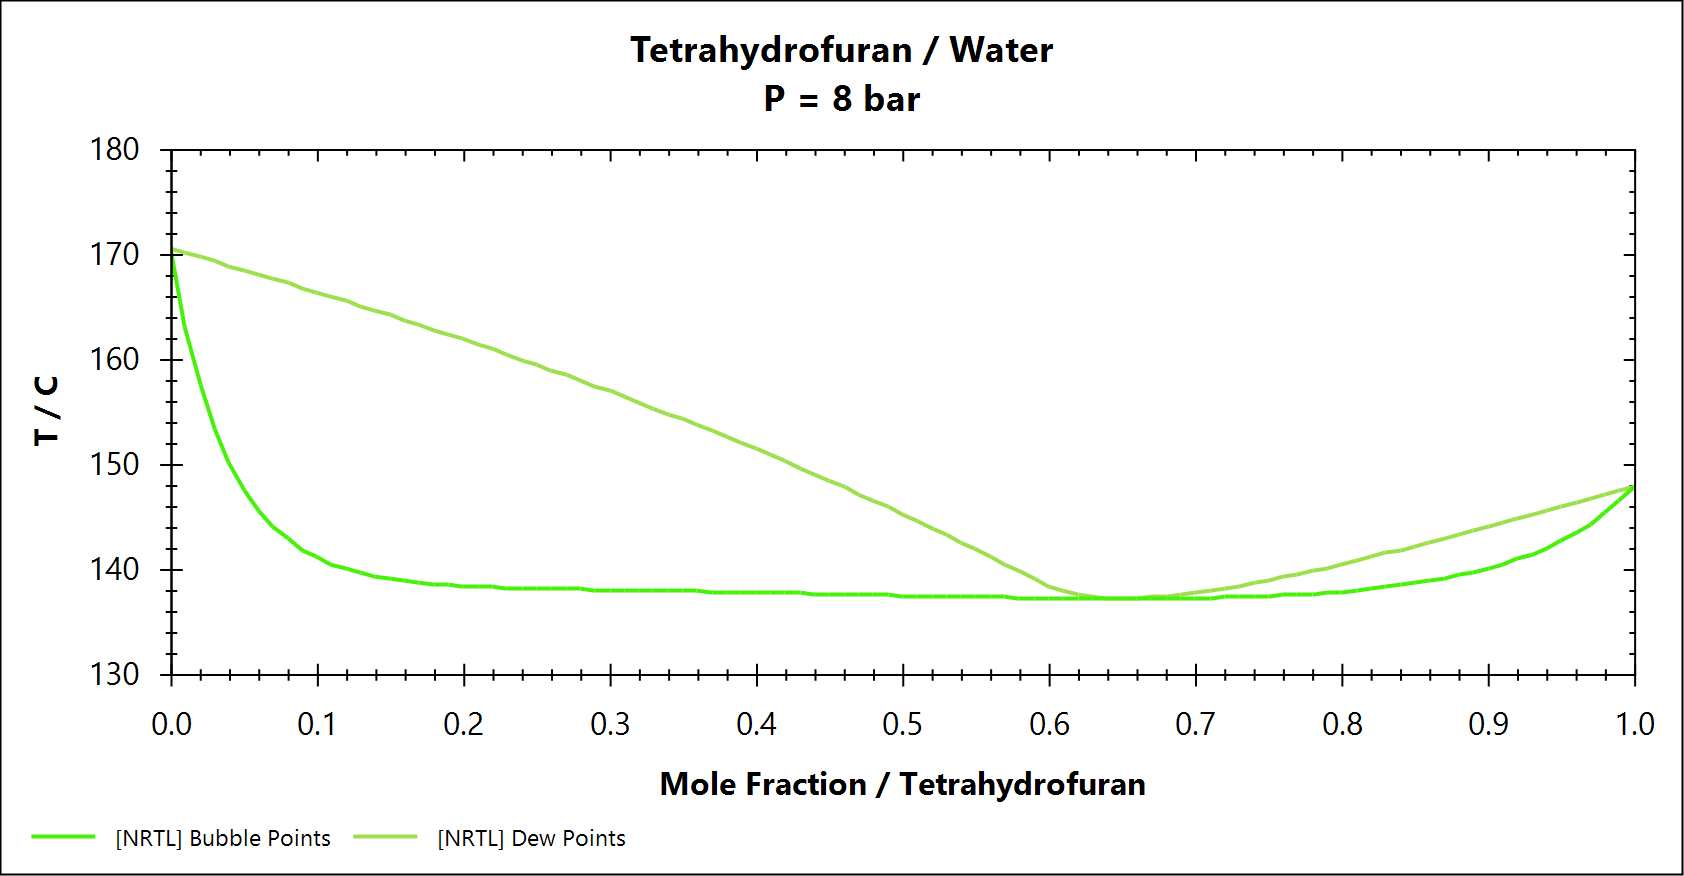 Tetrahydrofuran / Water
P = 8 bar
180
170
160
150
140
130
T / C
0.0 0.1 0.2 0.3 0.4 0.5 0.6 0.7 0.8 0.9 1.0
Mole Fraction / Tetrahydrofuran
[NRTL] Bubble Points [NRTL] Dew Points